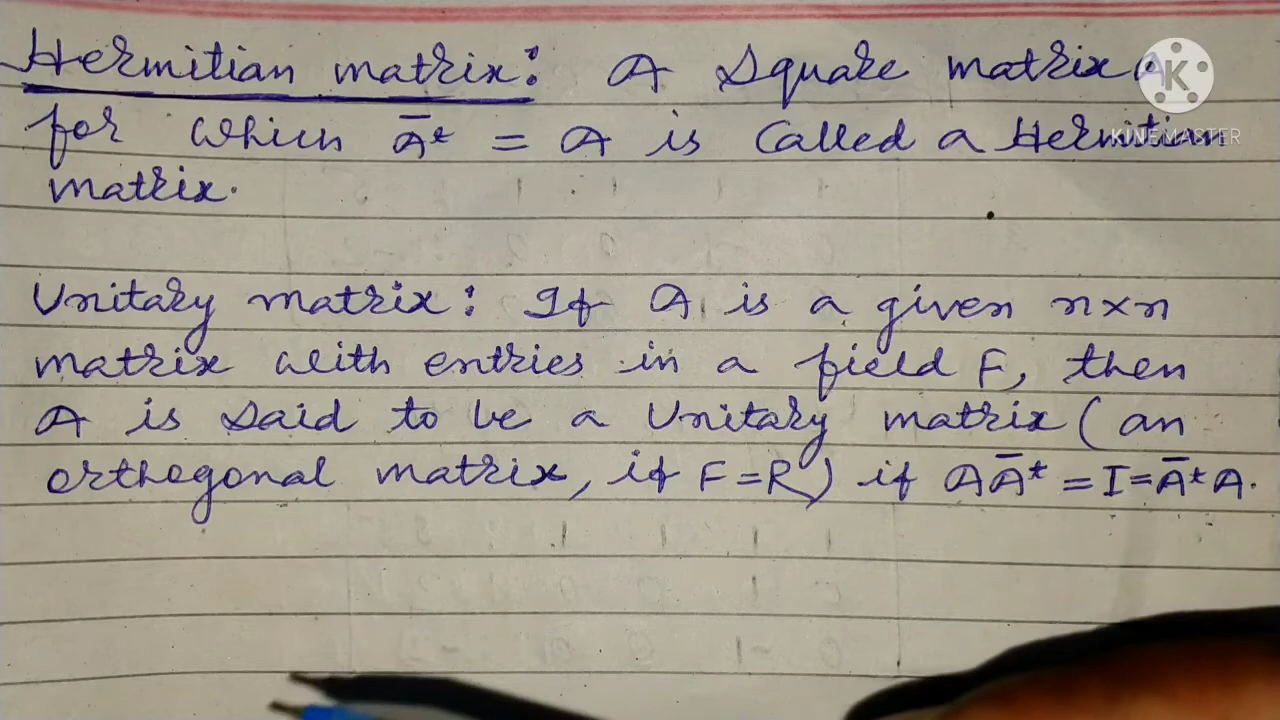 Hermitian matrix: A square matrix A
for which Āᵗ = A is called a Hermitian
matrix.
Unitary matrix: If A is a given n×n
matrix with entries in a field F, then
A is said to be a Unitary matrix (an
orthogonal matrix, if F=R) if AĀᵗ = I = ĀᵗA.
K
KINEMASTER